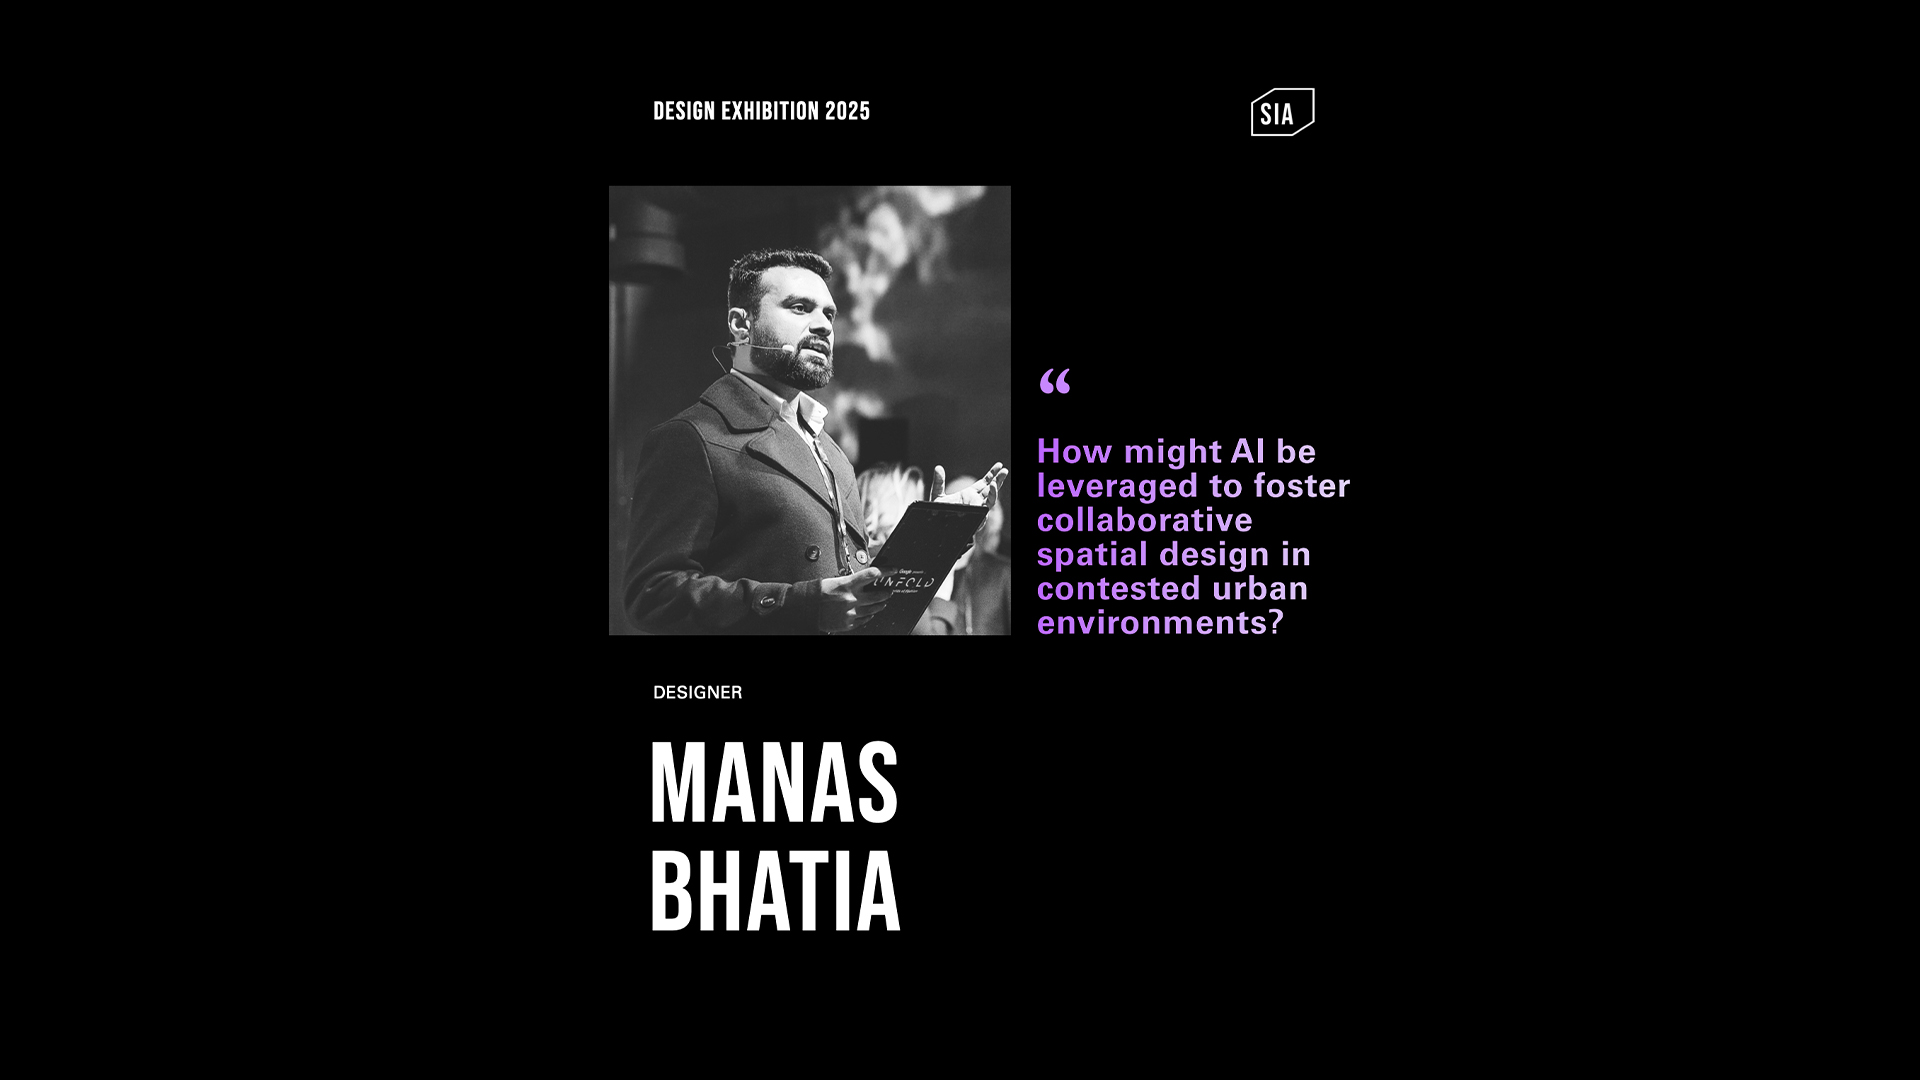 DESIGN EXHIBITION 2025
SIA
“
How might AI be
leveraged to foster
collaborative
spatial design in
contested urban
environments?
Google
UNFOLD
DESIGNER
MANAS
BHATIA